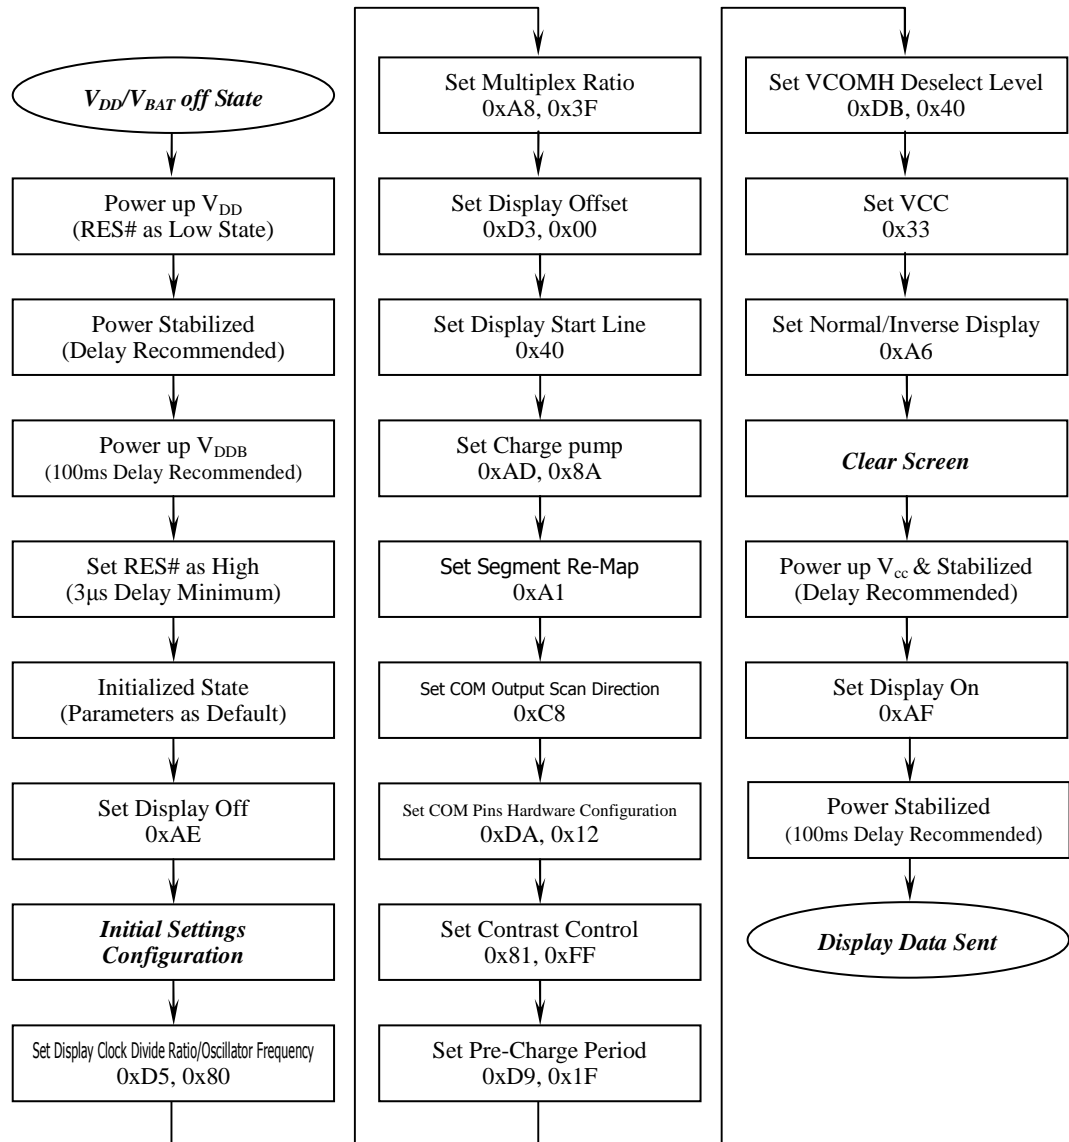 V_DD/V_BAT off State
Power up V_DD
(RES# as Low State)
Power Stabilized
(Delay Recommended)
Power up V_DDB
(100ms Delay Recommended)
Set RES# as High
(3μs Delay Minimum)
Initialized State
(Parameters as Default)
Set Display Off
0xAE
Initial Settings
Configuration
Set Display Clock Divide Ratio/Oscillator Frequency
0xD5, 0x80
Set Multiplex Ratio
0xA8, 0x3F
Set Display Offset
0xD3, 0x00
Set Display Start Line
0x40
Set Charge pump
0xAD, 0x8A
Set Segment Re-Map
0xA1
Set COM Output Scan Direction
0xC8
Set COM Pins Hardware Configuration
0xDA, 0x12
Set Contrast Control
0x81, 0xFF
Set Pre-Charge Period
0xD9, 0x1F
Set VCOMH Deselect Level
0xDB, 0x40
Set VCC
0x33
Set Normal/Inverse Display
0xA6
Clear Screen
Power up V_cc & Stabilized
(Delay Recommended)
Set Display On
0xAF
Power Stabilized
(100ms Delay Recommended)
Display Data Sent